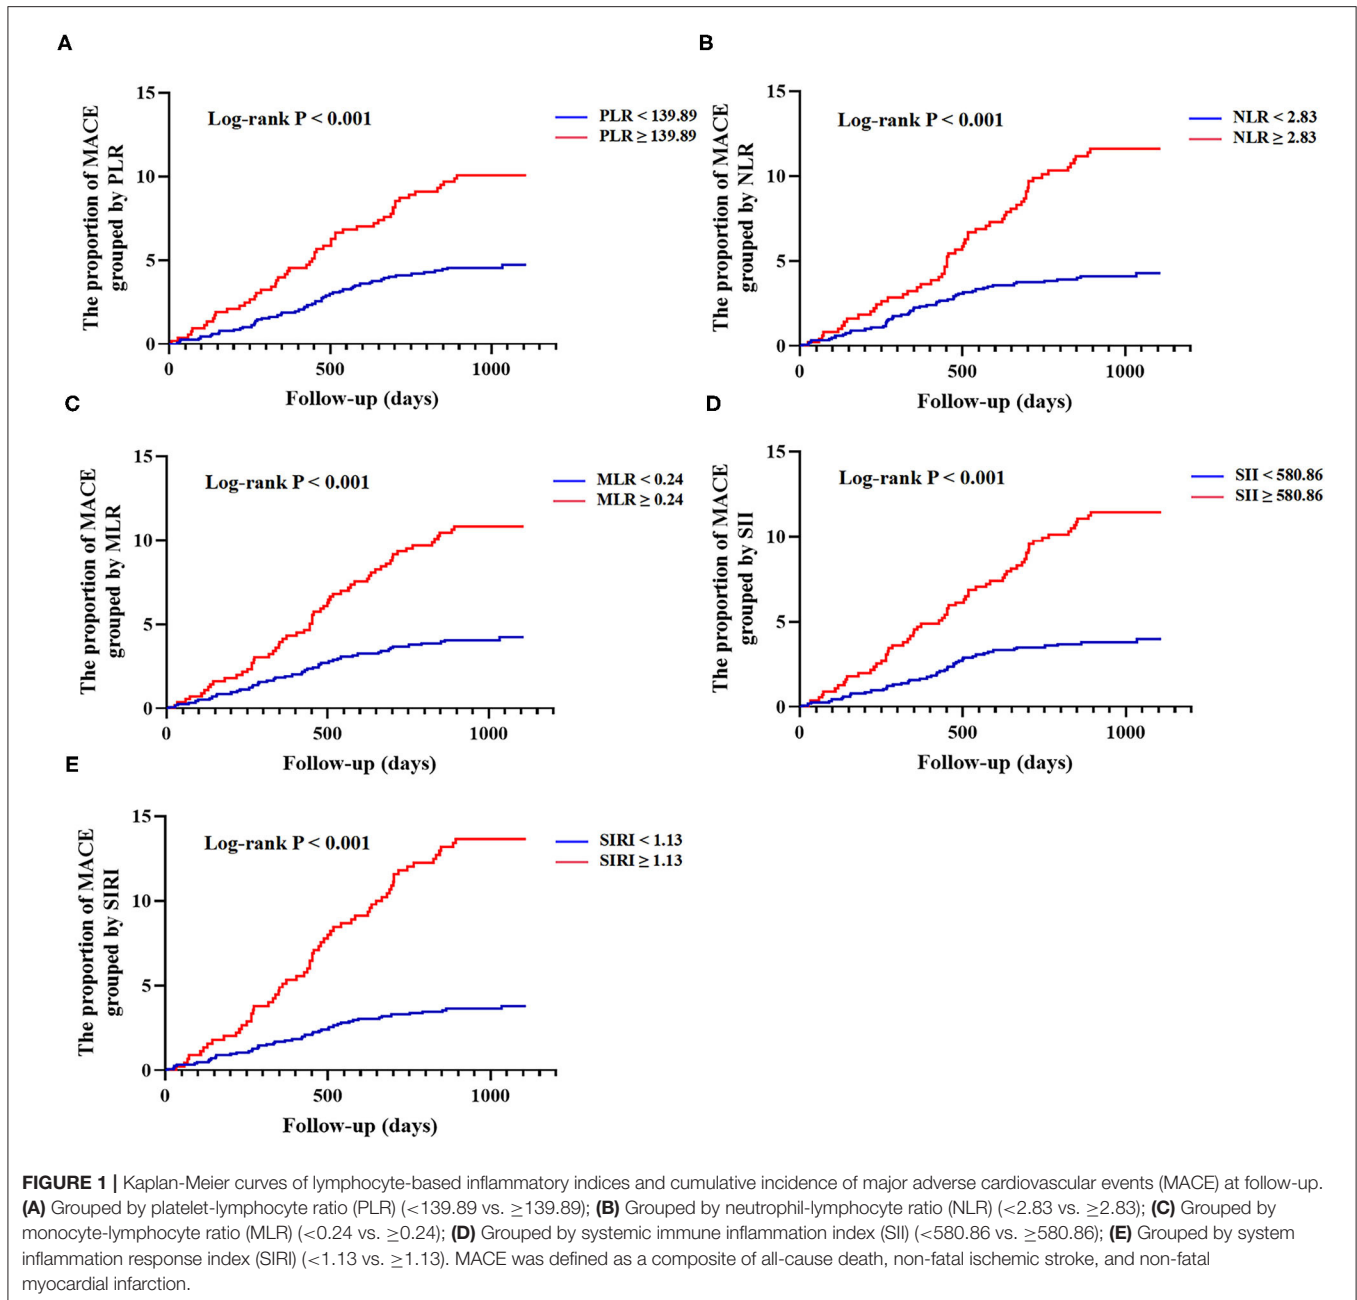 A
The proportion of MACE
grouped by PLR
15
10
5
0
Log-rank P < 0.001
PLR < 139.89
PLR ≥ 139.89
0
500
1000
Follow-up (days)
B
The proportion of MACE
grouped by NLR
15
10
5
0
Log-rank P < 0.001
NLR < 2.83
NLR ≥ 2.83
0
500
1000
Follow-up (days)
C
The proportion of MACE
grouped by MLR
15
10
5
0
Log-rank P < 0.001
MLR < 0.24
MLR ≥ 0.24
0
500
1000
Follow-up (days)
D
The proportion of MACE
grouped by SII
15
10
5
0
Log-rank P < 0.001
SII < 580.86
SII ≥ 580.86
0
500
1000
Follow-up (days)
E
The proportion of MACE
grouped by SIRI
15
10
5
0
Log-rank P < 0.001
SIRI < 1.13
SIRI ≥ 1.13
0
500
1000
Follow-up (days)
FIGURE 1 | Kaplan-Meier curves of lymphocyte-based inflammatory indices and cumulative incidence of major adverse cardiovascular events (MACE) at follow-up.
(A) Grouped by platelet-lymphocyte ratio (PLR) (<139.89 vs. ≥139.89); (B) Grouped by neutrophil-lymphocyte ratio (NLR) (<2.83 vs. ≥2.83); (C) Grouped by
monocyte-lymphocyte ratio (MLR) (<0.24 vs. ≥0.24); (D) Grouped by systemic immune inflammation index (SII) (<580.86 vs. ≥580.86); (E) Grouped by system
inflammation response index (SIRI) (<1.13 vs. ≥1.13). MACE was defined as a composite of all-cause death, non-fatal ischemic stroke, and non-fatal
myocardial infarction.